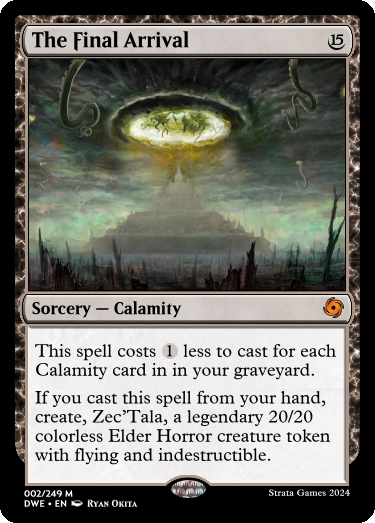 The Final Arrival
15
Sorcery — Calamity
This spell costs 1 less to cast for each
Calamity card in in your graveyard.
If you cast this spell from your hand,
create, Zec'Tala, a legendary 20/20
colorless Elder Horror creature token
with flying and indestructible.
002/249 M
DWE • EN Ryan Okita
Strata Games 2024